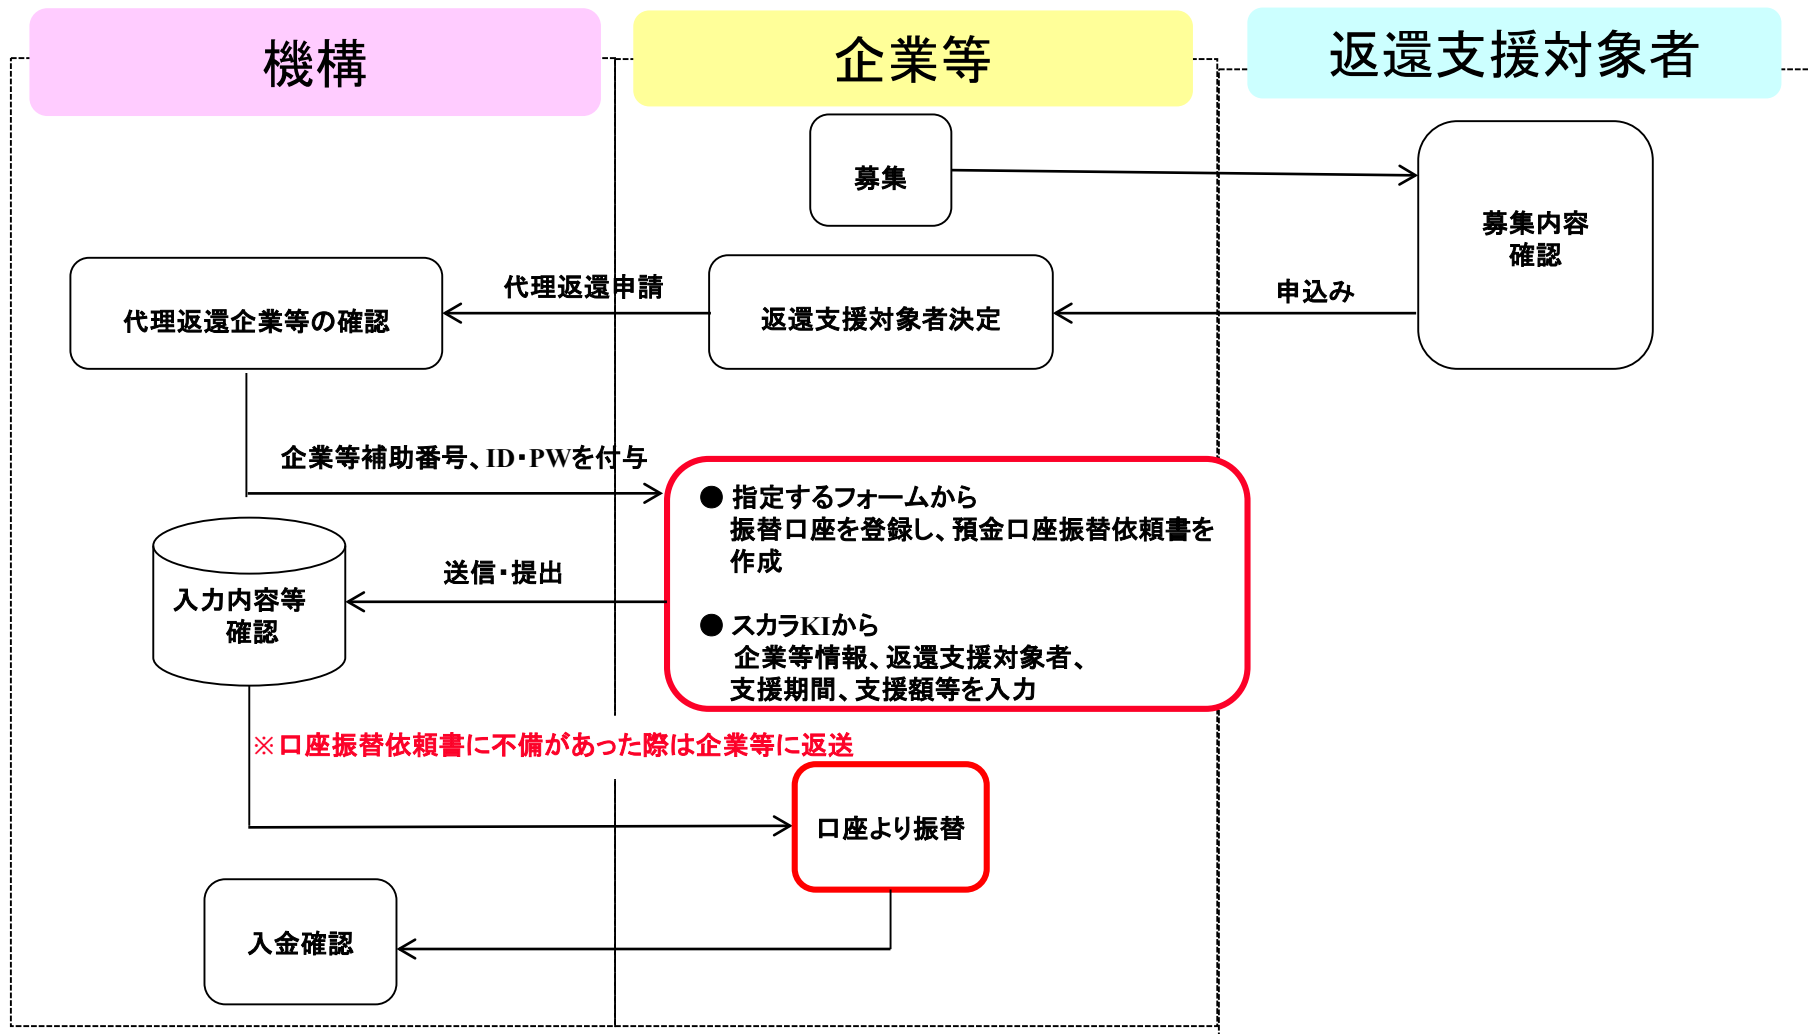 機構
企業等
返還支援対象者
募集
募集内容
確認
申込み
返還支援対象者決定
代理返還申請
代理返還企業等の確認
企業等補助番号、ID・PWを付与
● 指定するフォームから
振替口座を登録し、預金口座振替依頼書を
作成
● スカラKIから
企業等情報、返還支援対象者、
支援期間、支援額等を入力
送信・提出
入力内容等
確認
※口座振替依頼書に不備があった際は企業等に返送
口座より振替
入金確認